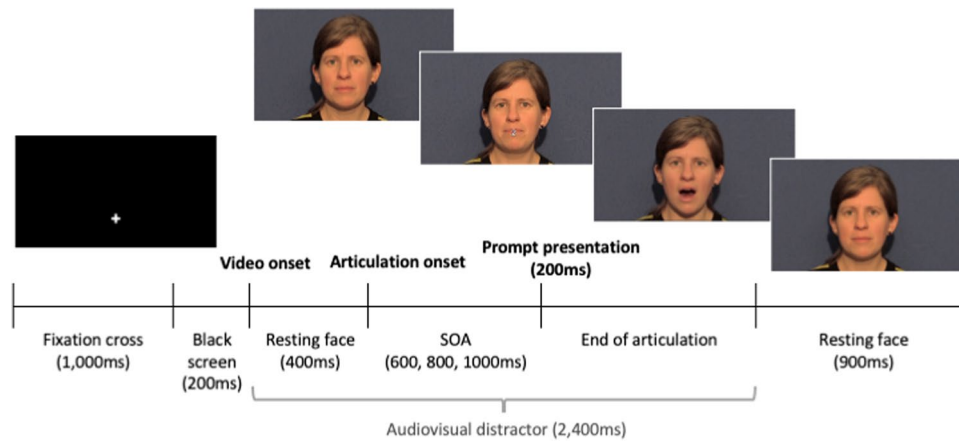 Prompt presentation
(200ms)
Video onset
Articulation onset
Fixation cross
(1,000ms)
Black
screen
(200ms)
Resting face
(400ms)
SOA
(600, 800, 1000ms)
End of articulation
Resting face
(900ms)
Audiovisual distractor (2,400ms)